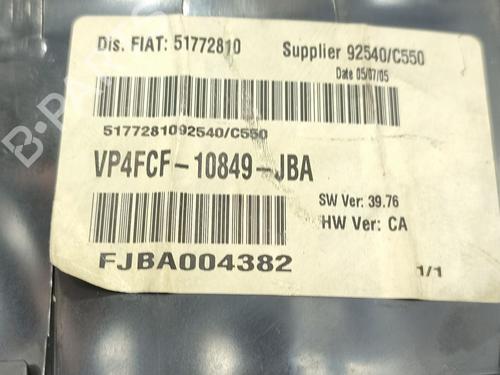 Dis. FIAT: 51772810 Supplier 92540/C550
Date 05/07/05
5177281092540/C550
VP4FCF-10849-JBA
SW Ver: 39.76
HW Ver: CA
FJBA004382
1/1
B-PARTS